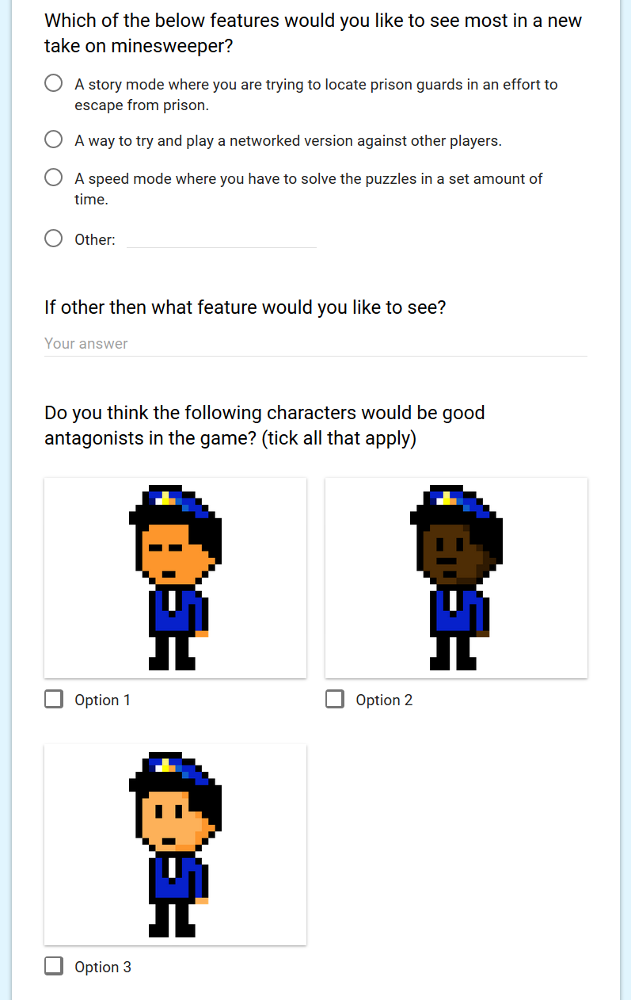 Which of the below features would you like to see most in a new
take on minesweeper?
A story mode where you are trying to locate prison guards in an effort to
escape from prison.
A way to try and play a networked version against other players.
A speed mode where you have to solve the puzzles in a set amount of
time.
Other:
If other then what feature would you like to see?
Your answer
Do you think the following characters would be good
antagonists in the game? (tick all that apply)
Option 1
Option 2
Option 3